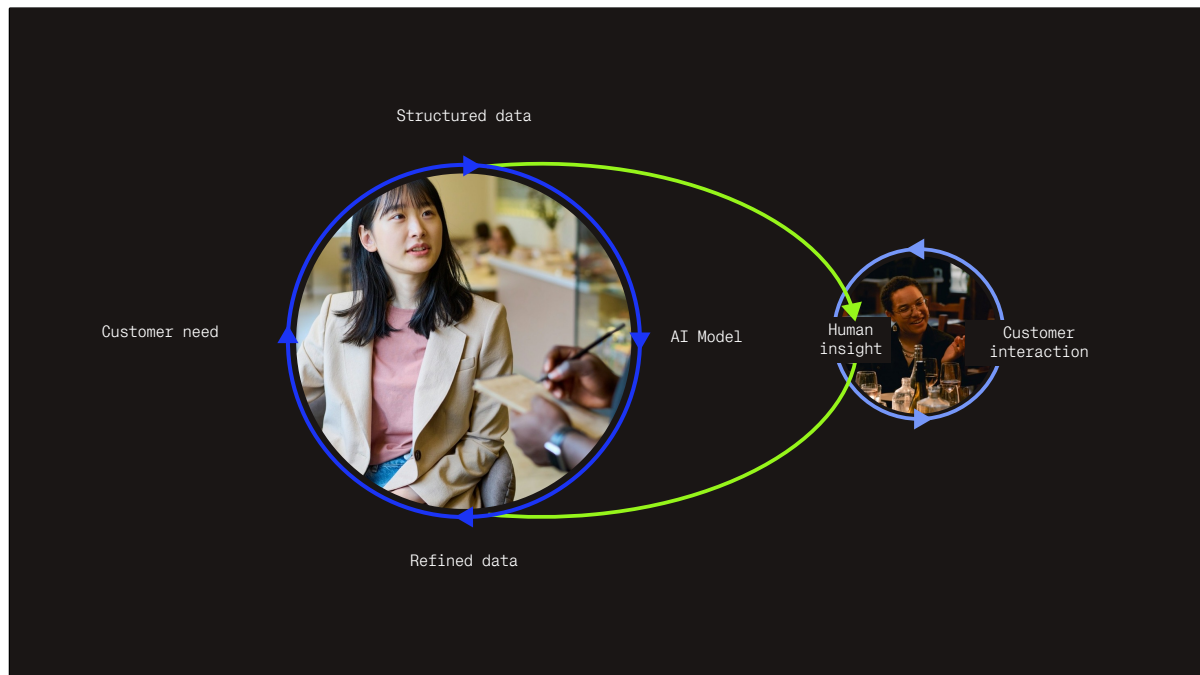 Structured data
Customer need
AI Model
Human
insight
Customer
interaction
Refined data